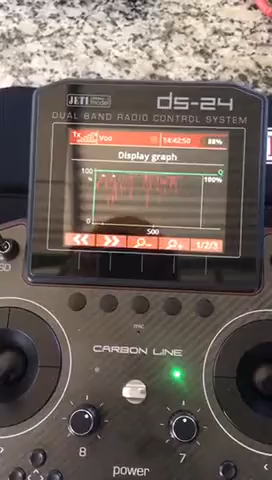 JETI model ds-24
DUAL BAND RADIO CONTROL SYSTEM
Tx Voo 14:42:50 88%
Display graph
100 0
% 100%
0
500
1/2/3
mic
CARBON LINE
8 7
power